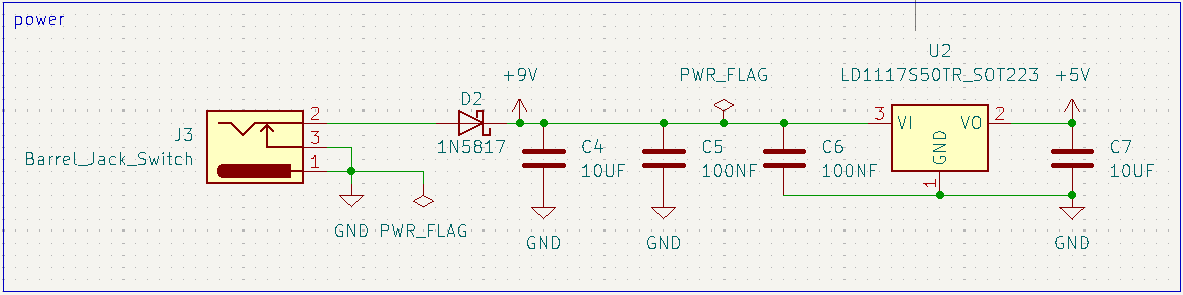 power
U2
+9V
PWR_FLAG
LD1117S50TR_SOT223
+5V
D2
2
3
VI
VO
2
J3
3
1N5817
C4
C5
C6
GND
C7
Barrel_Jack_Switch
1
10UF
100NF
100NF
10UF
1
GND
PWR_FLAG
GND
GND
GND